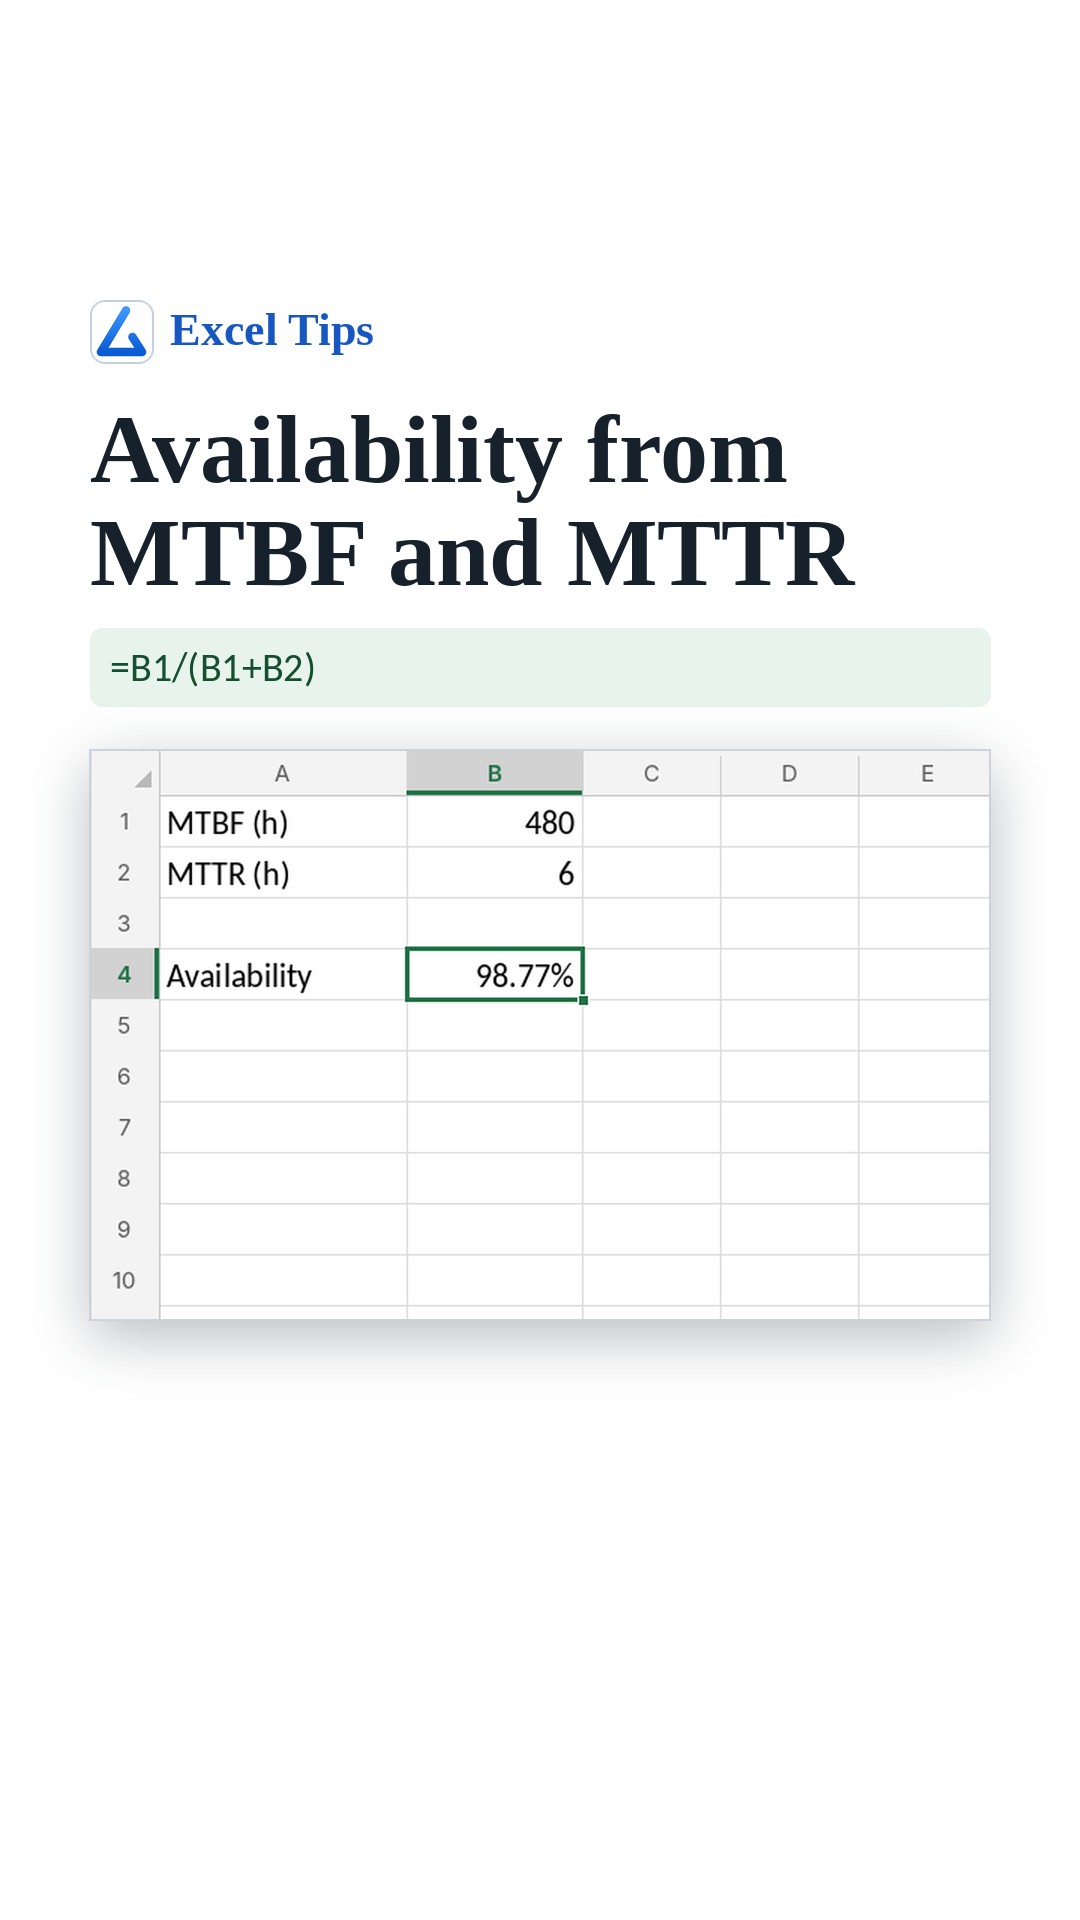 Excel Tips
Availability from
MTBF and MTTR
=B1/(B1+B2)
A B C D E
1 MTBF (h) 480
2 MTTR (h) 6
3
4 Availability 98.77%
5
6
7
8
9
10